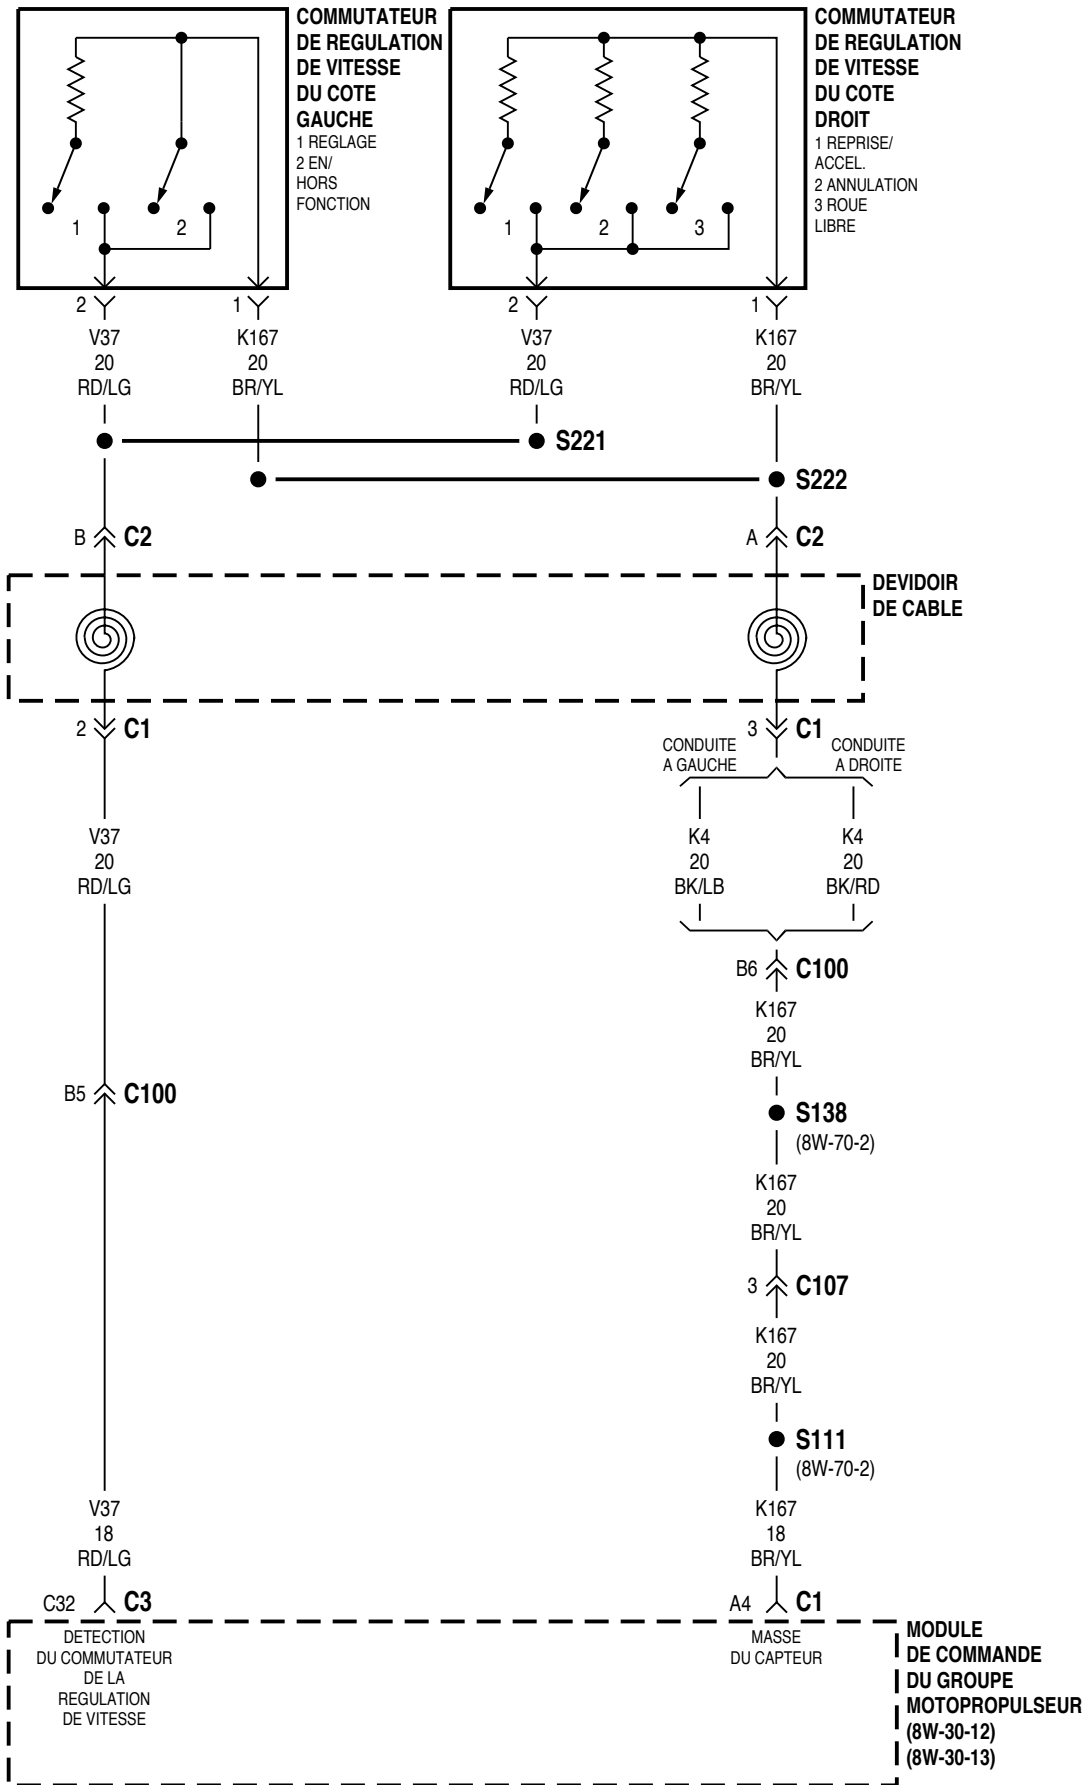 COMMUTATEUR
DE REGULATION
DE VITESSE
DU COTE
GAUCHE
1 REGLAGE
2 EN/
HORS
FONCTION
1
2
COMMUTATEUR
DE REGULATION
DE VITESSE
DU COTE
DROIT
1 REPRISE/
ACCEL.
2 ANNULATION
3 ROUE
LIBRE
1
2
3
2
1
2
1
V37
20
RD/LG
K167
20
BR/YL
V37
20
RD/LG
K167
20
BR/YL
S221
S222
B
C2
A
C2
DEVIDOIR
DE CABLE
2
C1
3
C1
CONDUITE
A GAUCHE
CONDUITE
A DROITE
V37
20
RD/LG
K4
20
BK/LB
K4
20
BK/RD
B6
C100
K167
20
BR/YL
B5
C100
S138
(8W-70-2)
K167
20
BR/YL
3
C107
K167
20
BR/YL
S111
(8W-70-2)
V37
18
RD/LG
K167
18
BR/YL
C32
C3
A4
C1
DETECTION
DU COMMUTATEUR
DE LA
REGULATION
DE VITESSE
MASSE
DU CAPTEUR
MODULE
DE COMMANDE
DU GROUPE
MOTOPROPULSEUR
(8W-30-12)
(8W-30-13)